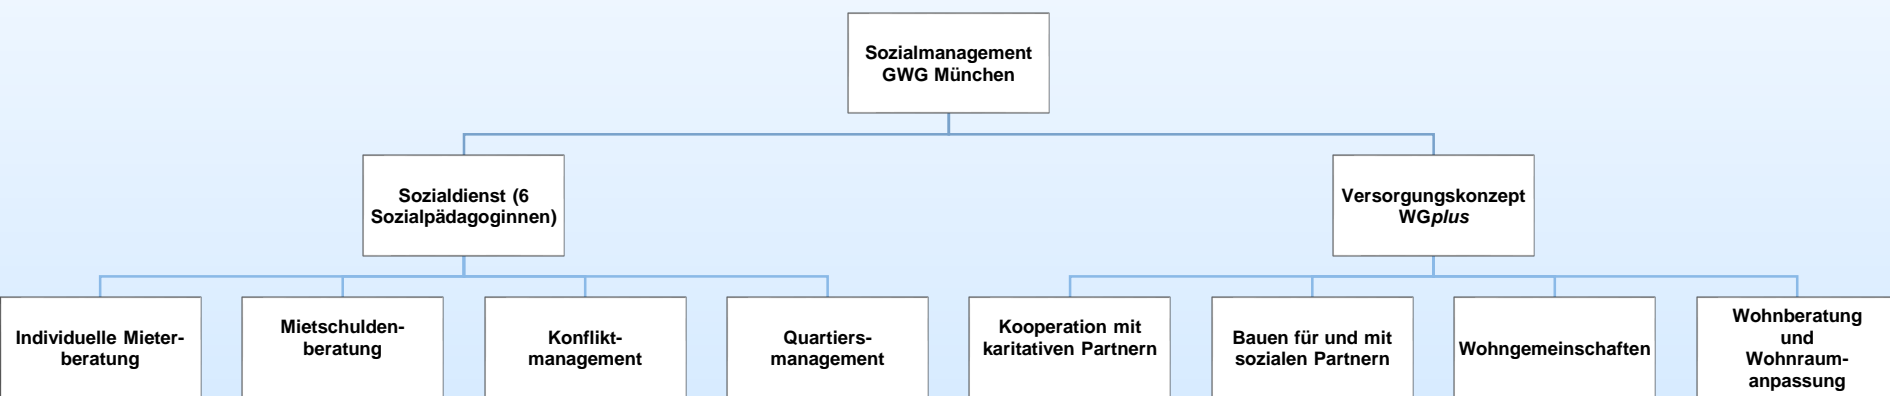 Sozialmanagement
GWG München
Sozialdienst (6
Sozialpädagoginnen)
Versorgungskonzept
WGplus
Individuelle Mieter-
beratung
Mietschulden-
beratung
Konflikt-
management
Quartiers-
management
Kooperation mit
karitativen Partnern
Bauen für und mit
sozialen Partnern
Wohngemeinschaften
Wohnberatung
und
Wohnraum-
anpassung